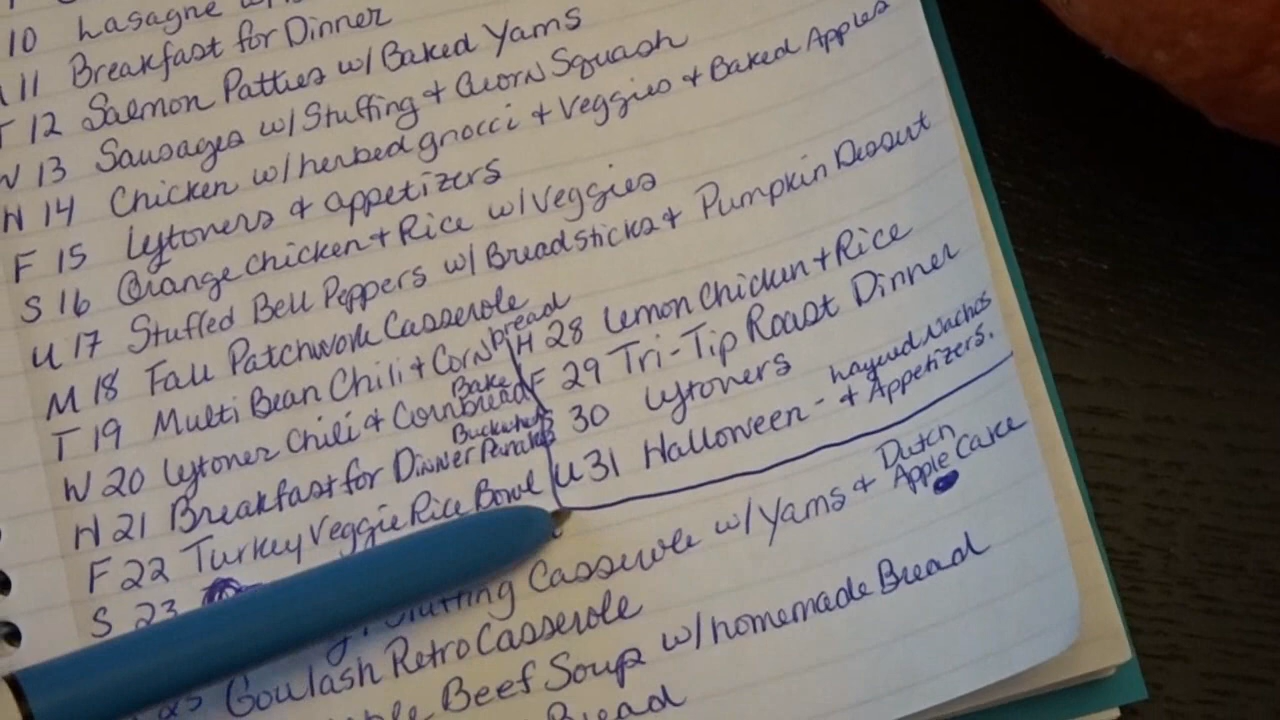 10 Lasagne
11 Breakfast for Dinner
T 12 Salmon Patties w/ Baked Yams
W 13 Sausages w/ Stuffing + Acorn Squash
H 14 Chicken w/ herbed gnocci + Veggies + Baked Apples
F 15 leftovers & appetizers
S 16 Orange Chicken + Rice w/ Veggies
U 17 Stuffed Bell Peppers w/ Breadsticks + Pumpkin Dessert
M 18 Fall Patchwork Casserole
T 19 Multi Bean Chili + Cornbread
W 20 leftover Chili & Cornbread Bake
H 21 Breakfast for Dinner Buckwheat Pancakes
F 22 Turkey Veggie Rice Bowl
S 23
H 28 Lemon Chicken + Rice
F 29 Tri-Tip Roast Dinner
S 30 leftovers
U 31 Halloween - Layered Nachos
+ Appetizers.
Stuffing Casserole w/ Yams + Dutch Apple Cake
25 Goulash Retro Casserole
Beef Soup w/ homemade Bread
Bread